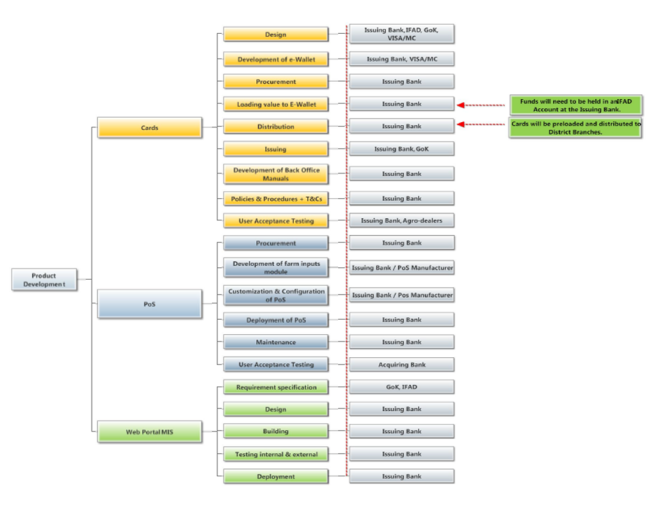 Design
Issuing Bank, IFAD, GoK,
VISA/MC
Development of e-Wallet
Issuing Bank, VISA/MC
Procurement
Issuing Bank
Loading value to E-Wallet
Issuing Bank
Funds will need to be held in an IFAD
Account at the Issuing Bank.
Cards
Distribution
Issuing Bank
Cards will be preloaded and distributed to
District Branches.
Issuing
Issuing Bank, GoK
Development of Back Office
Manuals
Issuing Bank
Policies & Procedures + T&Cs
Issuing Bank
User Acceptance Testing
Issuing Bank, Agro-dealers
Procurement
Issuing Bank
Development of farm inputs
module
Issuing Bank / PoS Manufacturer
Product
Development
PoS
Customization & Configuration
of PoS
Issuing Bank / Pos Manufacturer
Deployment of PoS
Issuing Bank
Maintenance
Issuing Bank
User Acceptance Testing
Acquiring Bank
Requirement specification
GoK, IFAD
Design
Issuing Bank
Web Portal MIS
Building
Issuing Bank
Testing internal & external
Issuing Bank
Deployment
Issuing Bank